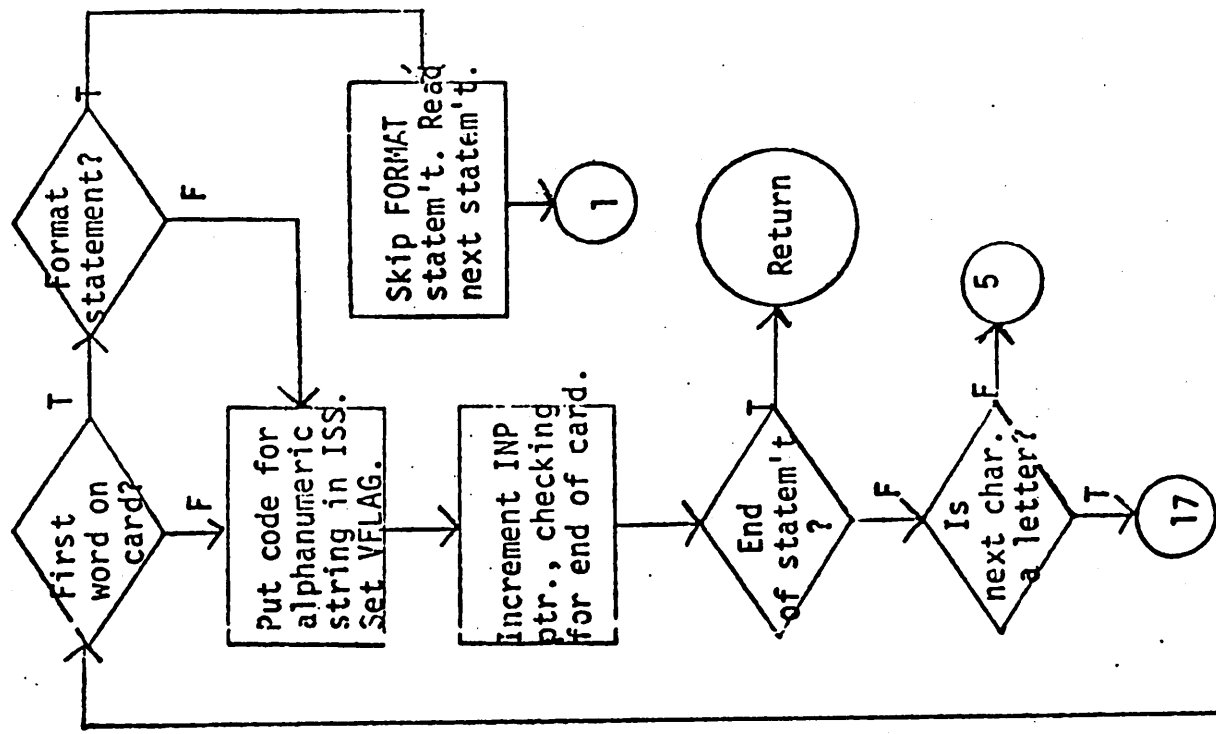 First
word on
card?
T
F
Format
statement?
T
F
Put code for
alphanumeric
string in ISS.
Set VFLAG.
Skip FORMAT
statem't. Read
next statem't.
1
Increment INP
ptr., checking
for end of card.
End
of statem't
?
T
F
Return
Is
next char.
a letter?
F
T
5
17